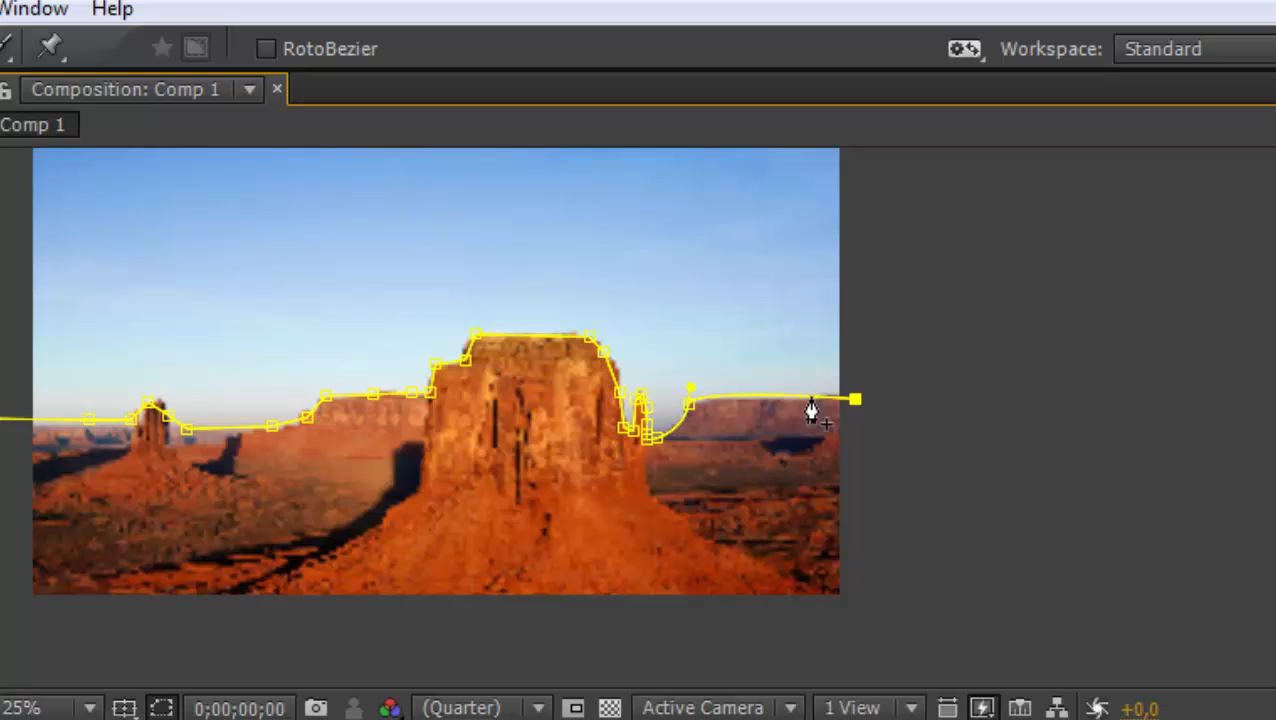 Window Help
RotoBezier Workspace: Standard
Composition: Comp 1
Comp 1
25% 0;00;00;00 (Quarter) Active Camera 1 View +0,0